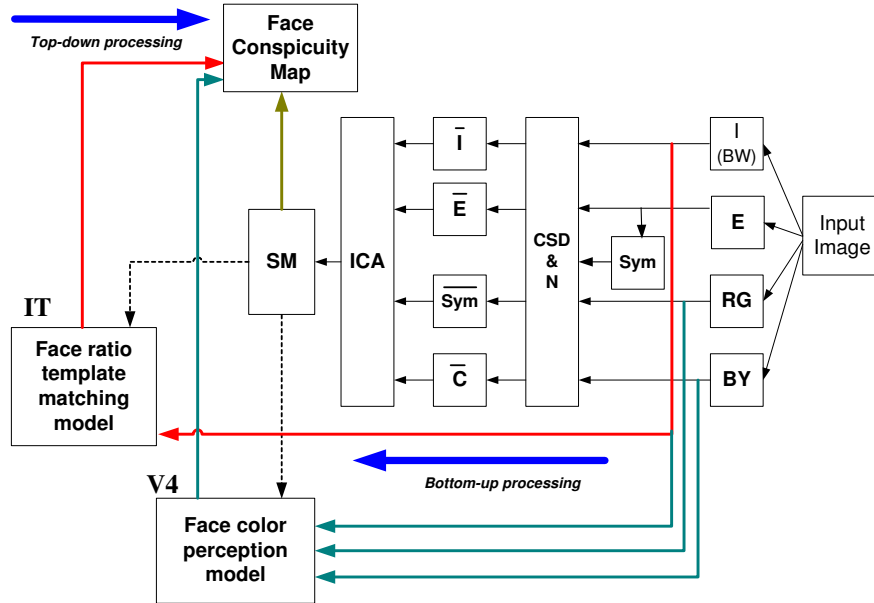 Top-down processing
Face
Conspicuity
Map
I
(BW)
E
Sym
RG
BY
Input
Image
CSD
&
N
I̅
E̅
S̅y̅m̅
C̅
ICA
SM
IT
Face ratio
template
matching
model
Bottom-up processing
V4
Face color
perception
model